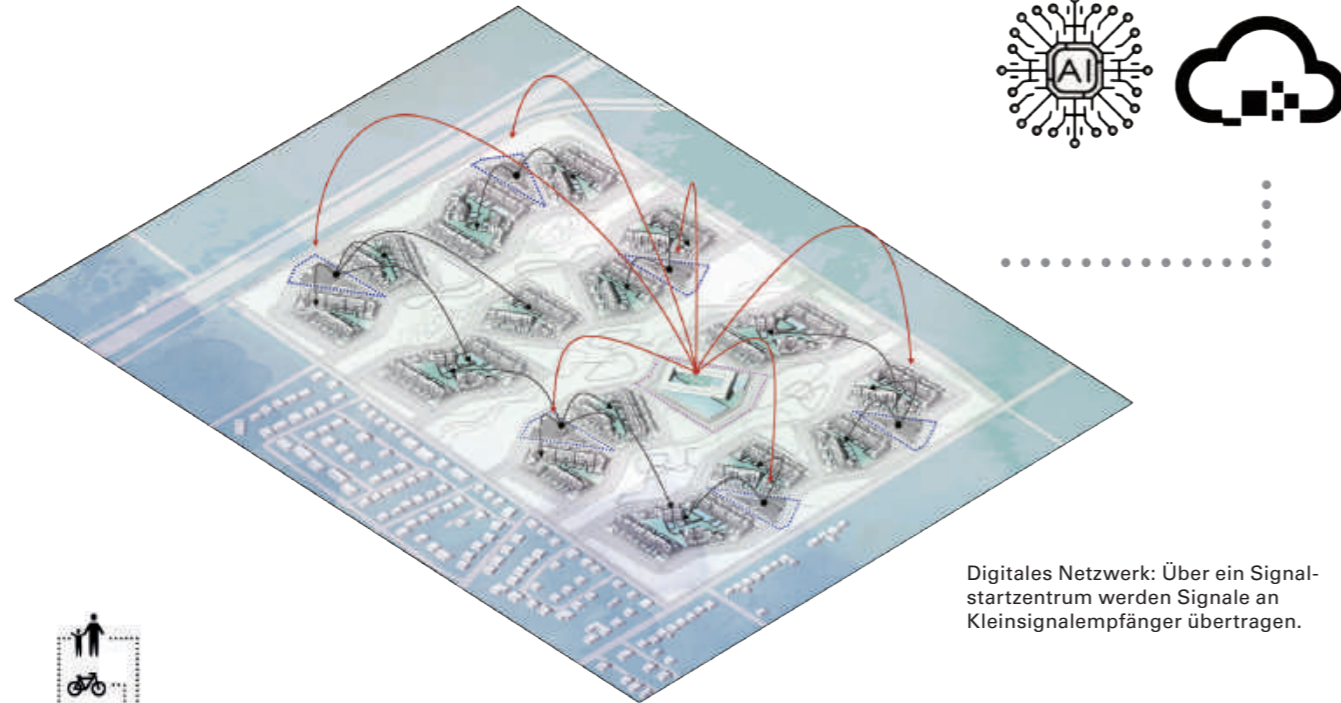 AI
Digitales Netzwerk: Über ein Signal-
startzentrum werden Signale an
Kleinsignalempfänger übertragen.